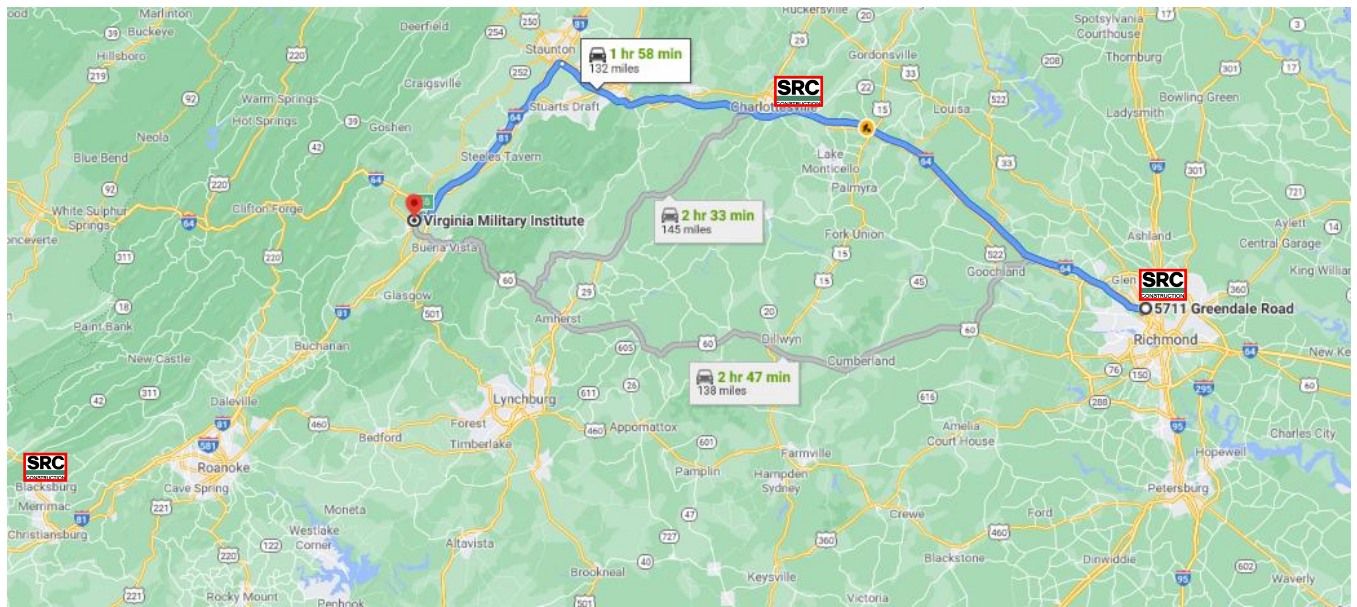 Marlinton
Deerfield
Ruckersville
Spotsylvania
Courthouse
Buckeye
Hillsboro
Staunton
1 hr 58 min
132 miles
Gordonsville
Thornburg
Craigsville
Warm Springs
Hot Springs
Stuarts Draft
SRC
CONSTRUCTION
Charlottesville
Louisa
Ladysmith
Bowling Green
Neola
Goshen
Blue Bend
Steeles Tavern
Lake
Monticello
Palmyra
White Sulphur
Springs
Clifton Forge
Virginia Military Institute
2 hr 33 min
145 miles
Fork Union
Ashland
Aylett
Central Garage
King William
Buena Vista
Goochland
Glen
SRC
CONSTRUCTION
5711 Greendale Road
Glasgow
Paint Bank
Amherst
Dillwyn
Cumberland
Richmond
New Castle
Buchanan
2 hr 47 min
138 miles
Daleville
Lynchburg
Forest
Timberlake
Bedford
Appomattox
Amelia
Court House
Charles City
SRC
CONSTRUCTION
Blacksburg
Merrimac
Christiansburg
Roanoke
Cave Spring
Pamplin
Farmville
Hampden
Sydney
Hopewell
Petersburg
Moneta
Westlake
Corner
Altavista
Crewe
Ford
Blackstone
Dinwiddie
Brookneal
Keysville
Victoria
Waverly
Rocky Mount
Penhook